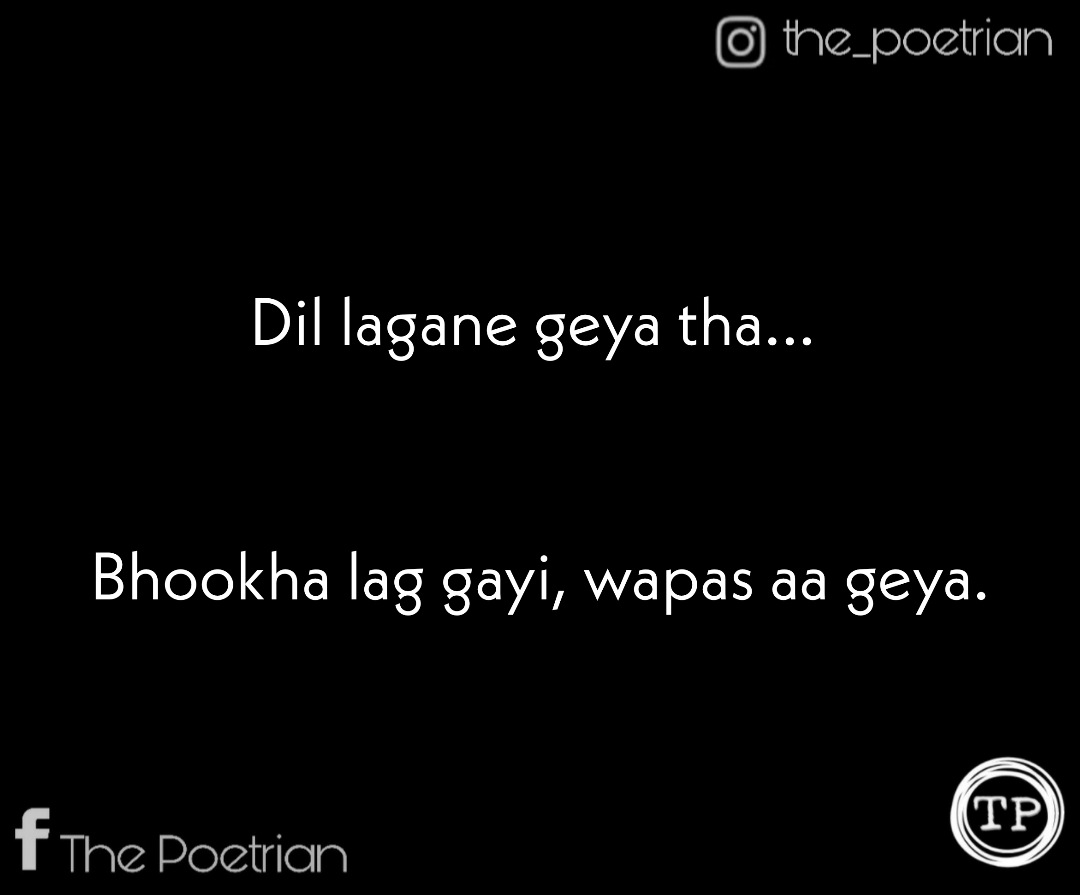 the_poetrian
Dil lagane geya tha...
Bhookha lag gayi, wapas aa geya.
TP
f The Poetrian